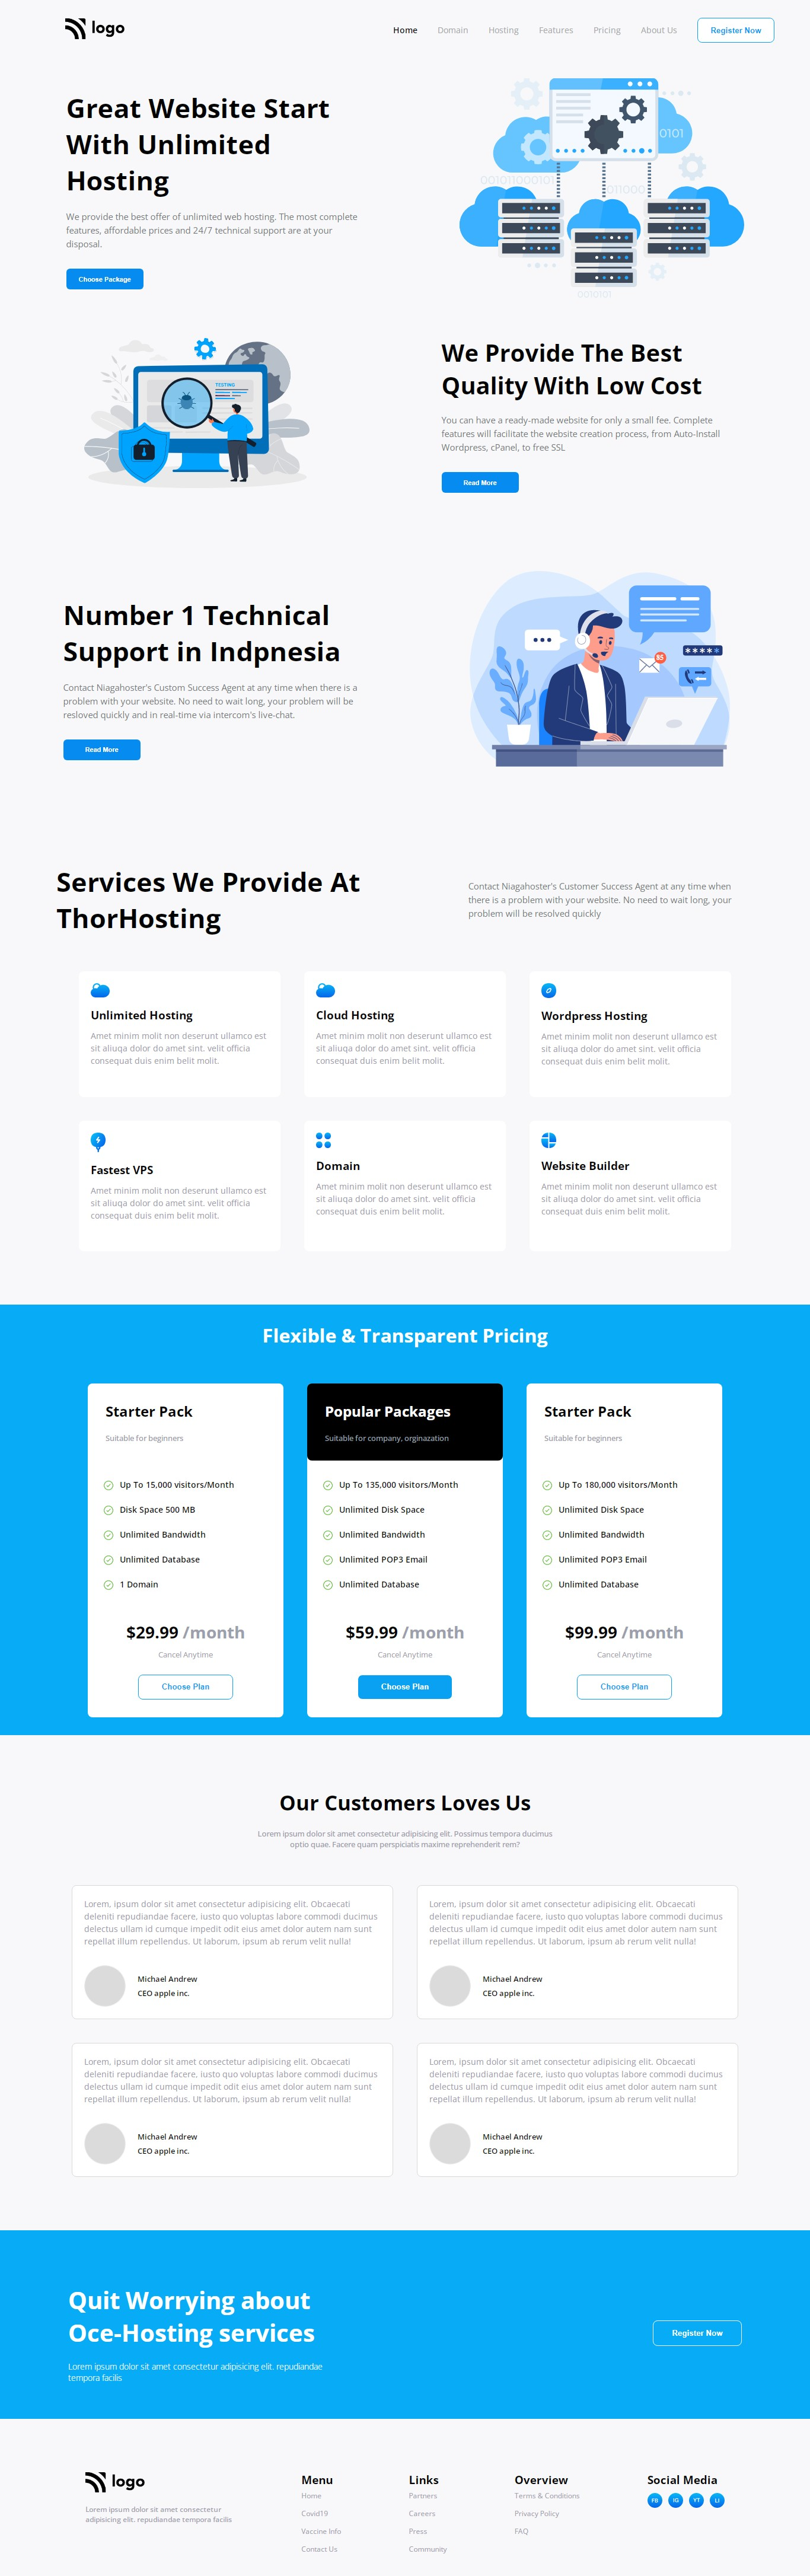 logo
Home Domain Hosting Features Pricing About Us Register Now
Great Website Start
With Unlimited
Hosting
We provide the best offer of unlimited web hosting. The most complete
features, affordable prices and 24/7 technical support are at your
disposal.
Choose Package
0101
001011000101
011000
0010101
TESTING
We Provide The Best
Quality With Low Cost
You can have a ready-made website for only a small fee. Complete
features will facilitate the website creation process, from Auto-Install
Wordpress, cPanel, to free SSL
Read More
Number 1 Technical
Support in Indpnesia
Contact Niagahoster's Custom Success Agent at any time when there is a
problem with your website. No need to wait long, your problem will be
resloved quickly and in real-time via intercom's live-chat.
Read More
85
Services We Provide At
ThorHosting
Contact Niagahoster's Customer Success Agent at any time when
there is a problem with your website. No need to wait long, your
problem will be resolved quickly
Unlimited Hosting
Amet minim molit non deserunt ullamco est
sit aliuqa dolor do amet sint. velit officia
consequat duis enim belit molit.
Cloud Hosting
Amet minim molit non deserunt ullamco est
sit aliuqa dolor do amet sint. velit officia
consequat duis enim belit molit.
Wordpress Hosting
Amet minim molit non deserunt ullamco est
sit aliuqa dolor do amet sint. velit officia
consequat duis enim belit molit.
Fastest VPS
Amet minim molit non deserunt ullamco est
sit aliuqa dolor do amet sint. velit officia
consequat duis enim belit molit.
Domain
Amet minim molit non deserunt ullamco est
sit aliuqa dolor do amet sint. velit officia
consequat duis enim belit molit.
Website Builder
Amet minim molit non deserunt ullamco est
sit aliuqa dolor do amet sint. velit officia
consequat duis enim belit molit.
Flexible & Transparent Pricing
Starter Pack
Suitable for beginners
Up To 15,000 visitors/Month
Disk Space 500 MB
Unlimited Bandwidth
Unlimited Database
1 Domain
$29.99 /month
Cancel Anytime
Choose Plan
Popular Packages
Suitable for company, orginazation
Up To 135,000 visitors/Month
Unlimited Disk Space
Unlimited Bandwidth
Unlimited POP3 Email
Unlimited Database
$59.99 /month
Cancel Anytime
Choose Plan
Starter Pack
Suitable for beginners
Up To 180,000 visitors/Month
Unlimited Disk Space
Unlimited Bandwidth
Unlimited POP3 Email
Unlimited Database
$99.99 /month
Cancel Anytime
Choose Plan
Our Customers Loves Us
Lorem ipsum dolor sit amet consectetur adipisicing elit. Possimus tempora ducimus
optio quae. Facere quam perspiciatis maxime reprehenderit rem?
Lorem, ipsum dolor sit amet consectetur adipisicing elit. Obcaecati
deleniti repudiandae facere, iusto quo voluptas labore commodi ducimus
delectus ullam id cumque impedit odit eius amet dolor autem nam sunt
repellat illum repellendus. Ut laborum, ipsum ab rerum velit nulla!
Michael Andrew
CEO apple inc.
Lorem, ipsum dolor sit amet consectetur adipisicing elit. Obcaecati
deleniti repudiandae facere, iusto quo voluptas labore commodi ducimus
delectus ullam id cumque impedit odit eius amet dolor autem nam sunt
repellat illum repellendus. Ut laborum, ipsum ab rerum velit nulla!
Michael Andrew
CEO apple inc.
Lorem, ipsum dolor sit amet consectetur adipisicing elit. Obcaecati
deleniti repudiandae facere, iusto quo voluptas labore commodi ducimus
delectus ullam id cumque impedit odit eius amet dolor autem nam sunt
repellat illum repellendus. Ut laborum, ipsum ab rerum velit nulla!
Michael Andrew
CEO apple inc.
Lorem, ipsum dolor sit amet consectetur adipisicing elit. Obcaecati
deleniti repudiandae facere, iusto quo voluptas labore commodi ducimus
delectus ullam id cumque impedit odit eius amet dolor autem nam sunt
repellat illum repellendus. Ut laborum, ipsum ab rerum velit nulla!
Michael Andrew
CEO apple inc.
Quit Worrying about
Oce-Hosting services
Lorem ipsum dolor sit amet consectetur adipisicing elit. repudiandae
tempora facilis
Register Now
logo
Lorem ipsum dolor sit amet consectetur
adipisicing elit. repudiandae tempora facilis
Menu
Home
Covid19
Vaccine Info
Contact Us
Links
Partners
Careers
Press
Community
Overview
Terms & Conditions
Privacy Policy
FAQ
Social Media
FB IG YT LI